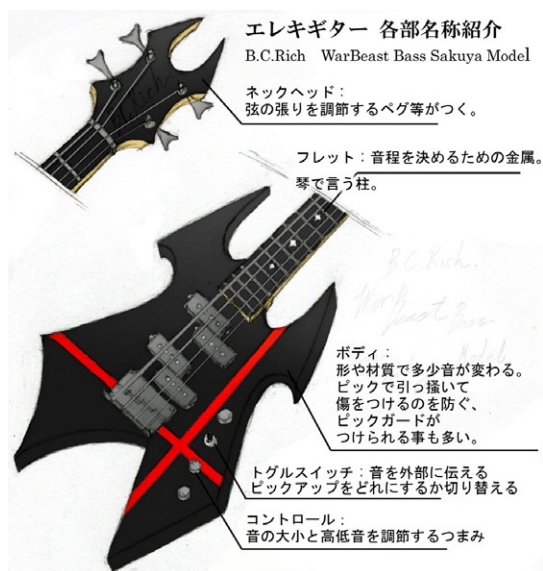 エレキギター 各部名称紹介
B.C.Rich WarBeast Bass Sakuya Model
ネックヘッド：
弦の張りを調節するペグ等がつく。
フレット：音程を決めるための金属。
琴で言う柱。
B.C.Rich.
WarBeast Bass
Model
ボディ：
形や材質で多少音が変わる。
ピックで引っ掻いて
傷をつけるのを防ぐ、
ピックガードが
つけられる事も多い。
トグルスイッチ：音を外部に伝える
ピックアップをどれにするか切り替える
コントロール：
音の大小と高低音を調節するつまみ